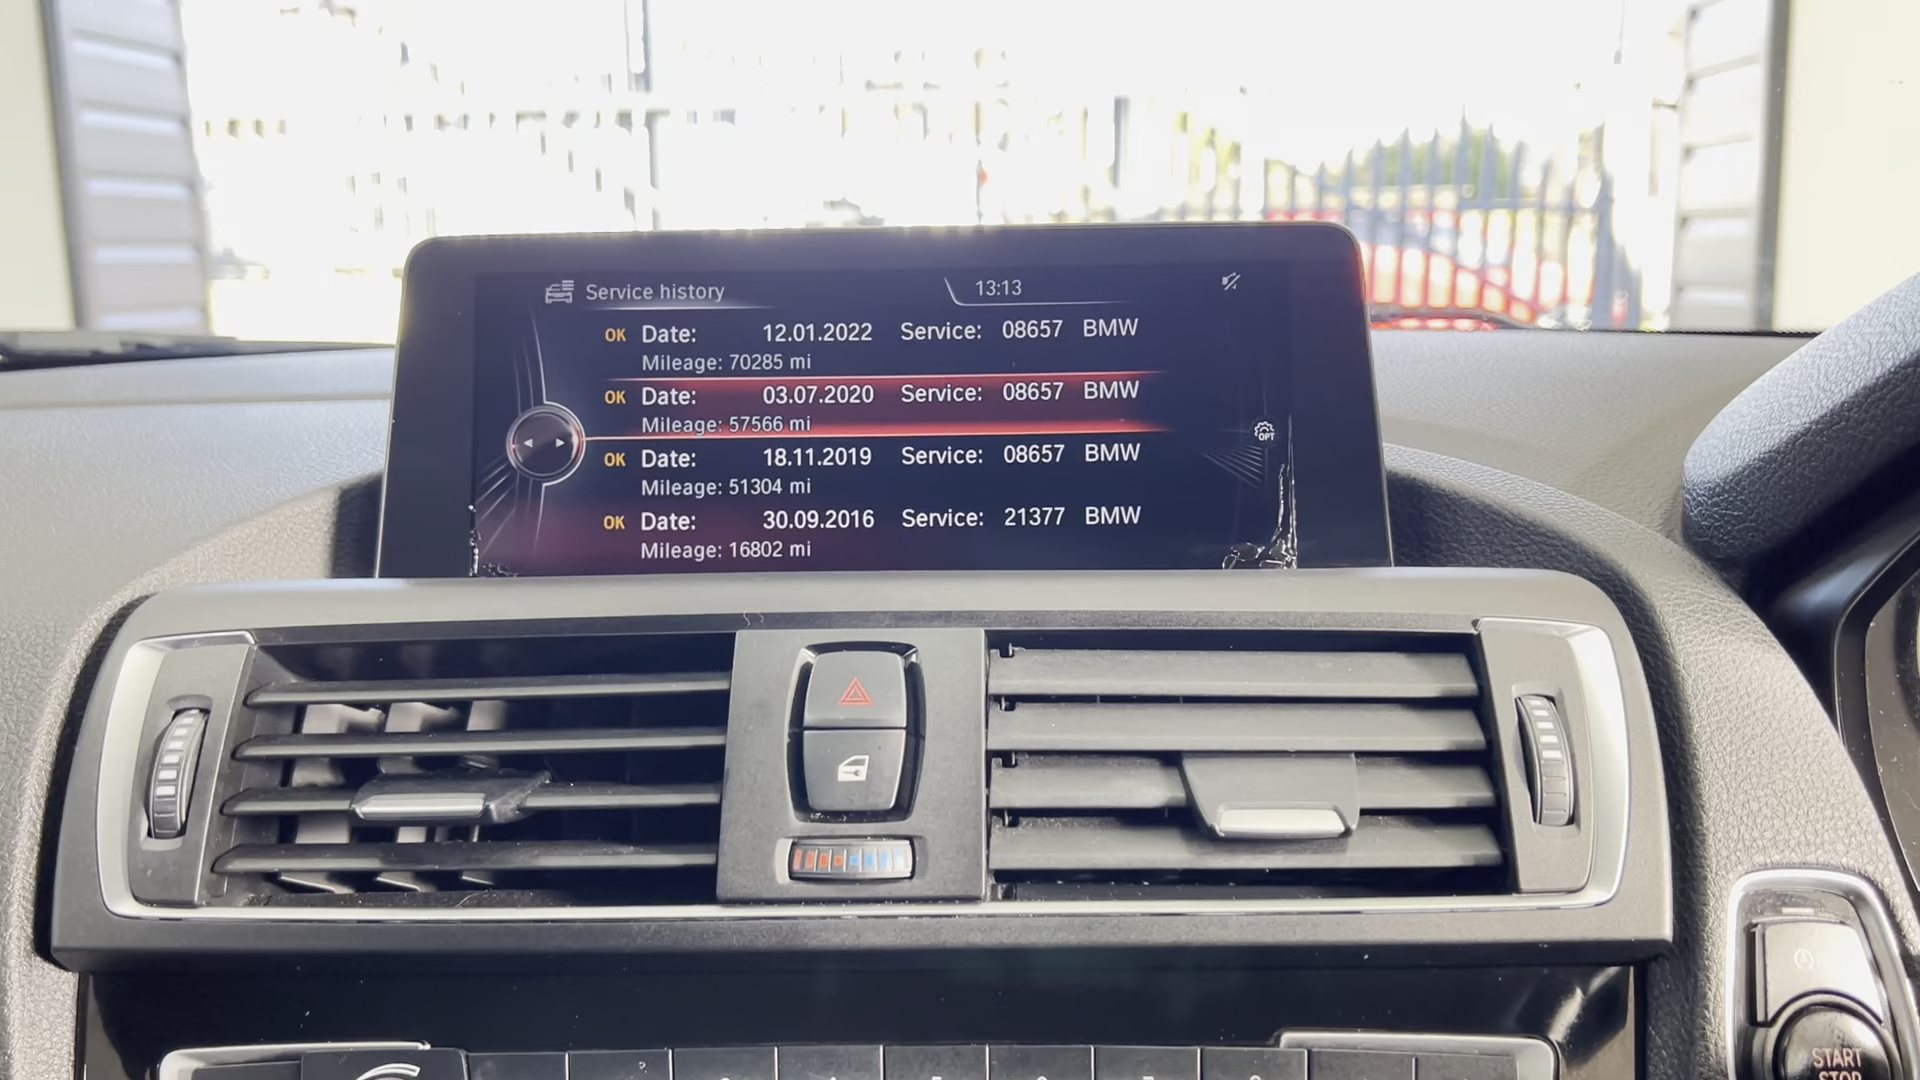 Service history 13:13
OK Date: 12.01.2022 Service: 08657 BMW
Mileage: 70285 mi
OK Date: 03.07.2020 Service: 08657 BMW
Mileage: 57566 mi
OPT
OK Date: 18.11.2019 Service: 08657 BMW
Mileage: 51304 mi
OK Date: 30.09.2016 Service: 21377 BMW
Mileage: 16802 mi
START
STOP